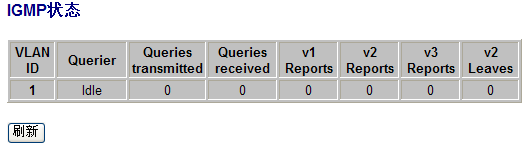 IGMP状态
VLAN ID Querier Queries transmitted Queries received v1 Reports v2 Reports v3 Reports v2 Leaves
1 Idle 0 0 0 0 0 0
刷新